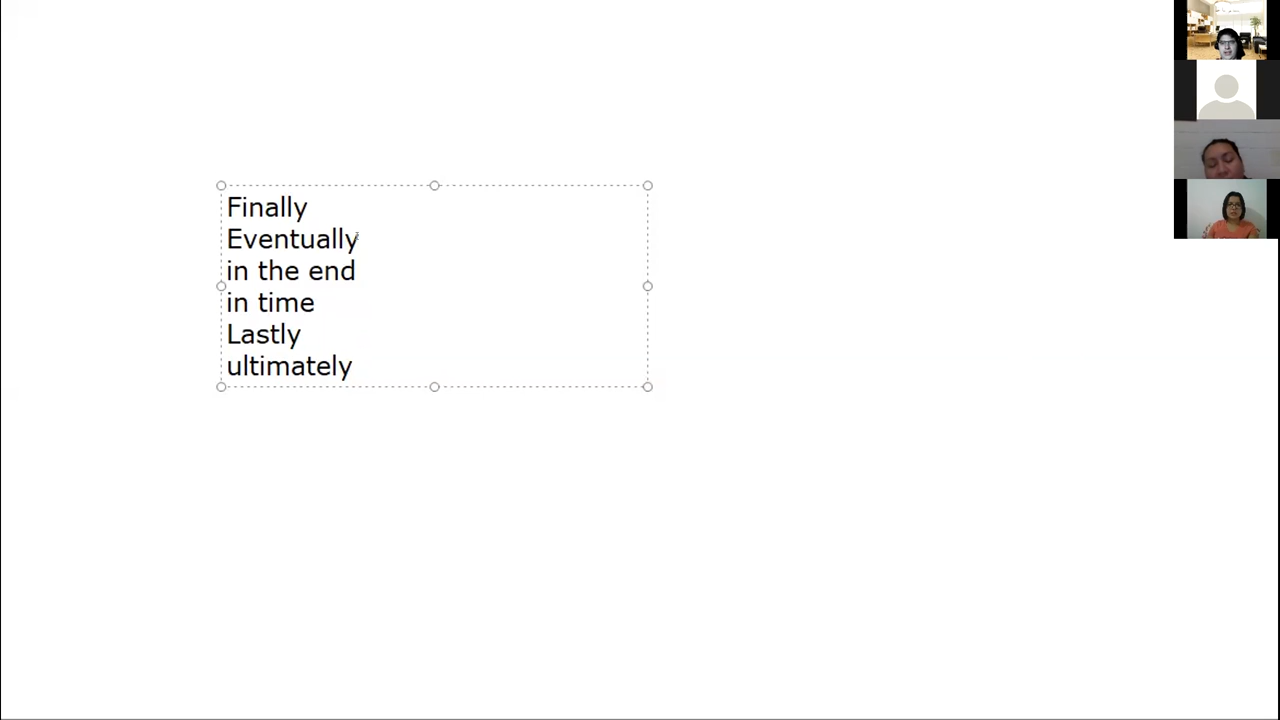 Finally
Eventually
in the end
in time
Lastly
ultimately